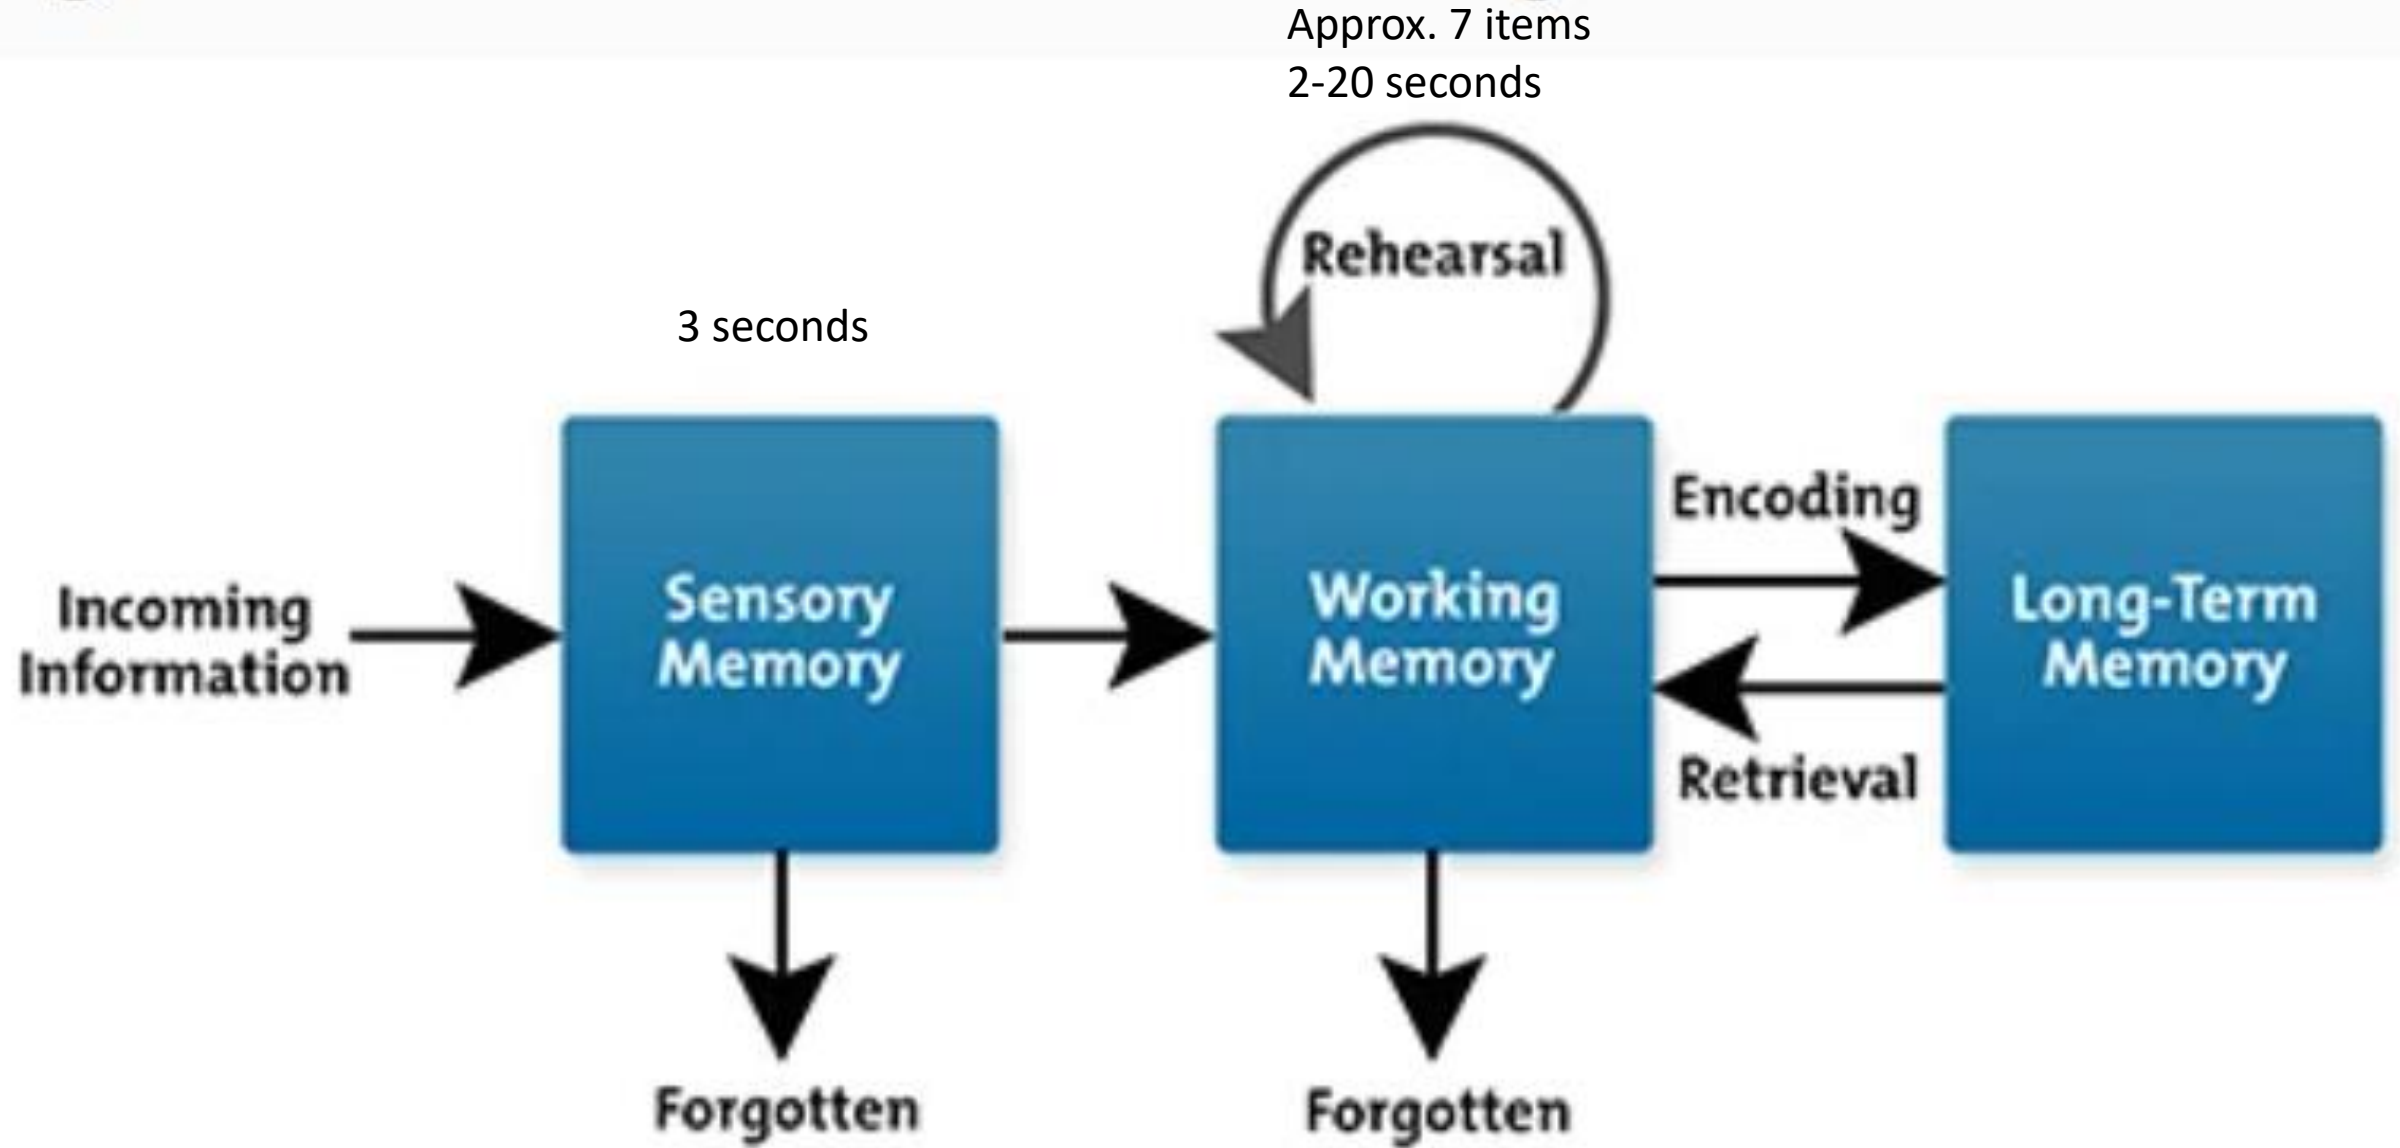 Approx. 7 items
2-20 seconds
Rehearsal
3 seconds
Encoding
Incoming
Information
Sensory
Memory
Working
Memory
Long-Term
Memory
Retrieval
Forgotten
Forgotten